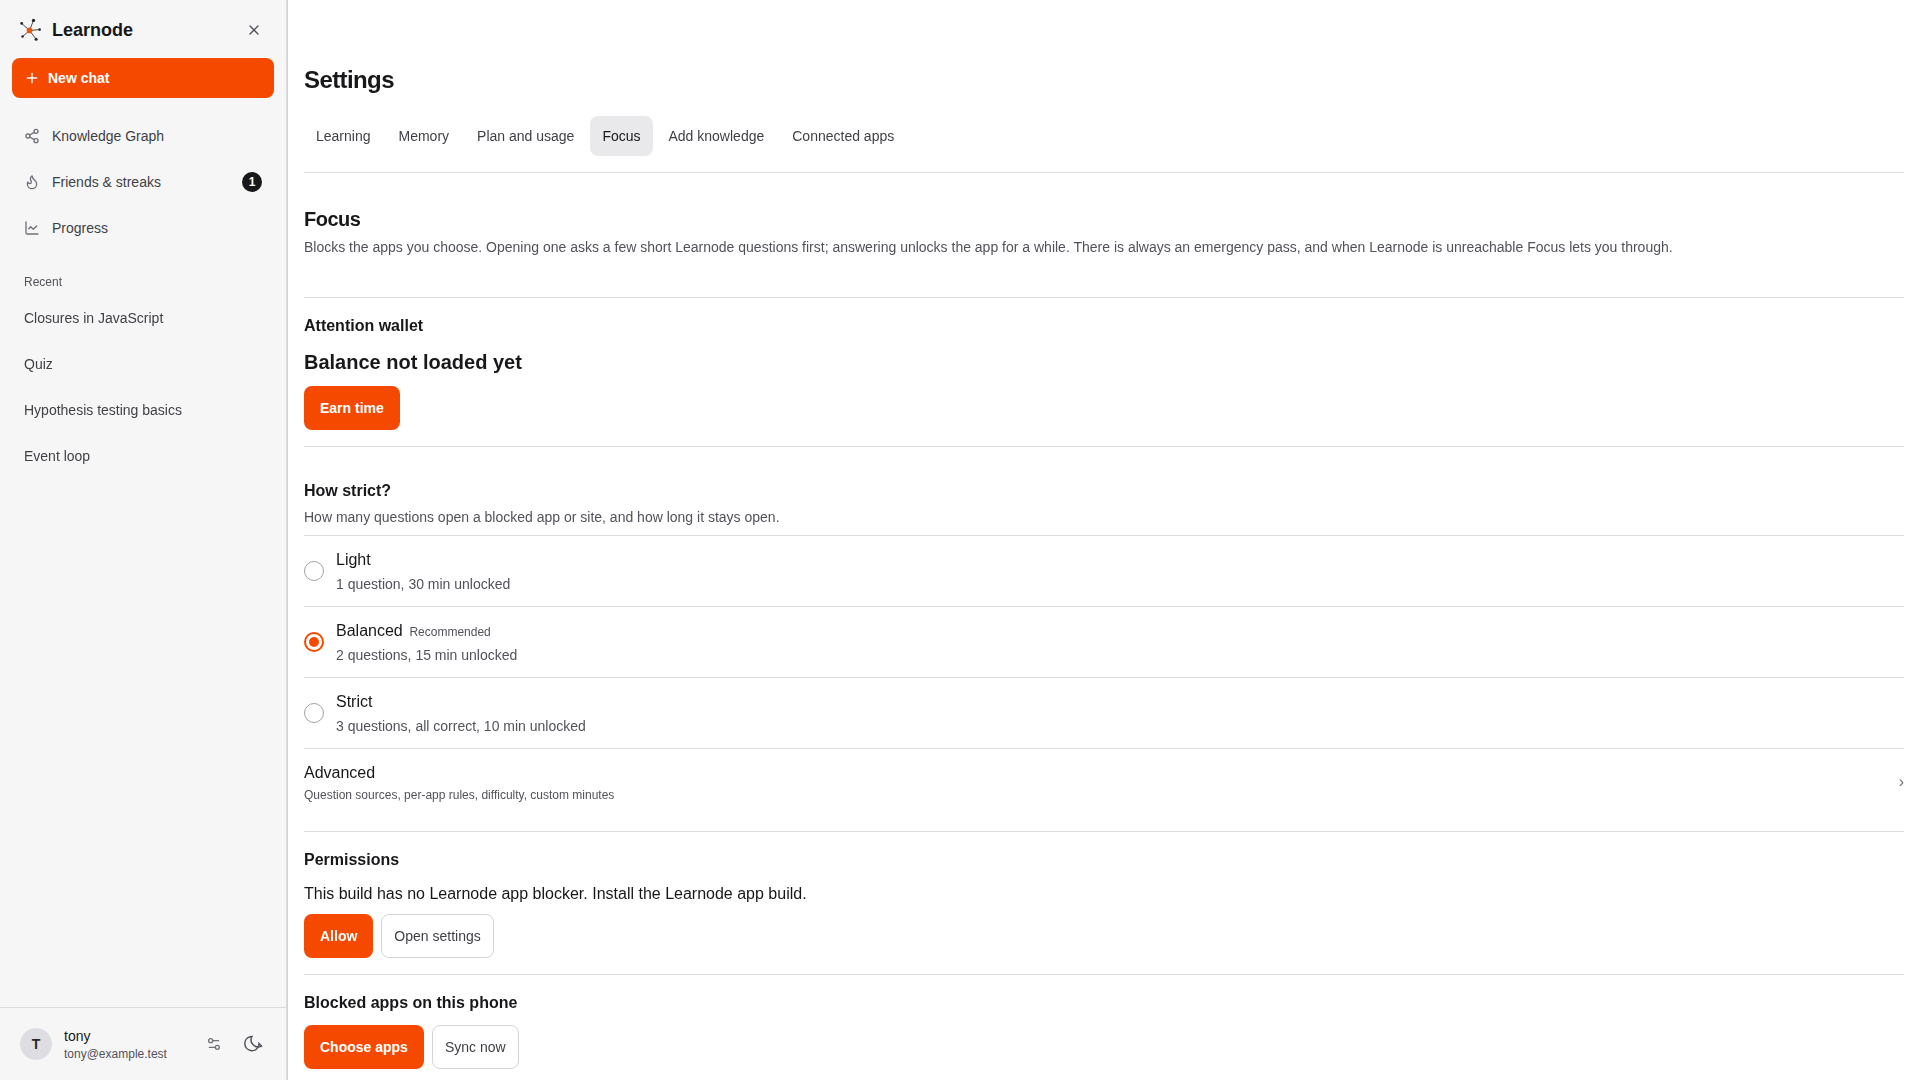 Learnode
New chat
Knowledge Graph
Friends & streaks
1
Progress
Recent
Closures in JavaScript
Quiz
Hypothesis testing basics
Event loop
T
tony
tony@example.test
Settings
Learning
Memory
Plan and usage
Focus
Add knowledge
Connected apps
Focus
Blocks the apps you choose. Opening one asks a few short Learnode questions first; answering unlocks the app for a while. There is always an emergency pass, and when Learnode is unreachable Focus lets you through.
Attention wallet
Balance not loaded yet
Earn time
How strict?
How many questions open a blocked app or site, and how long it stays open.
Light
1 question, 30 min unlocked
Balanced Recommended
2 questions, 15 min unlocked
Strict
3 questions, all correct, 10 min unlocked
Advanced
Question sources, per-app rules, difficulty, custom minutes
Permissions
This build has no Learnode app blocker. Install the Learnode app build.
Allow
Open settings
Blocked apps on this phone
Choose apps
Sync now